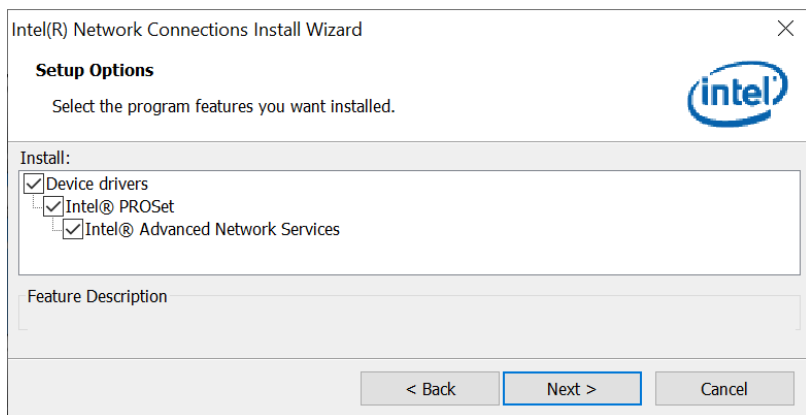 Intel(R) Network Connections Install Wizard
Setup Options
Select the program features you want installed.
intel
Install:
Device drivers
Intel® PROSet
Intel® Advanced Network Services
Feature Description
< Back Next > Cancel